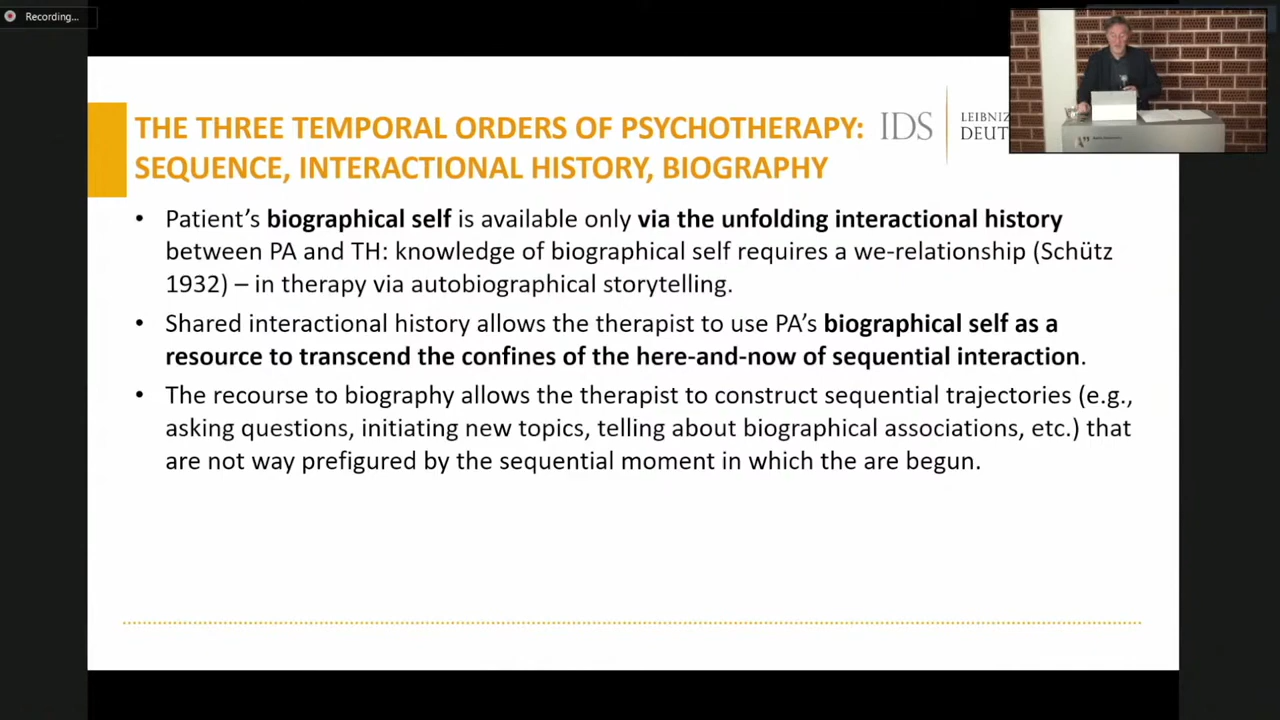 Recording...
THE THREE TEMPORAL ORDERS OF PSYCHOTHERAPY:
SEQUENCE, INTERACTIONAL HISTORY, BIOGRAPHY
IDS
LEIBNIZ
DEUT
• Patient's biographical self is available only via the unfolding interactional history
between PA and TH: knowledge of biographical self requires a we-relationship (Schütz
1932) – in therapy via autobiographical storytelling.
• Shared interactional history allows the therapist to use PA's biographical self as a
resource to transcend the confines of the here-and-now of sequential interaction.
• The recourse to biography allows the therapist to construct sequential trajectories (e.g.,
asking questions, initiating new topics, telling about biographical associations, etc.) that
are not way prefigured by the sequential moment in which the are begun.